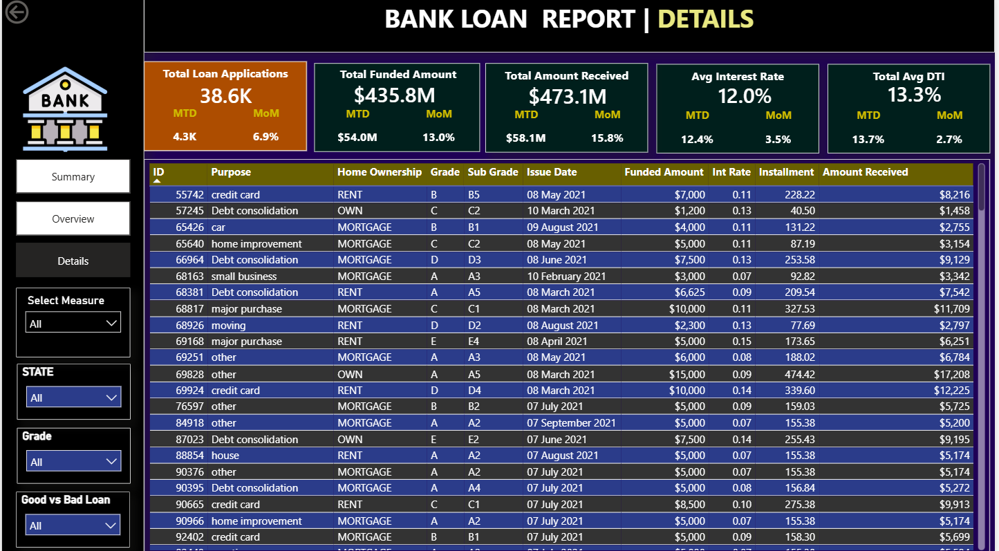 BANK LOAN REPORT | DETAILS
BANK
Summary
Overview
Details
Select Measure
All
STATE
All
Grade
All
Good vs Bad Loan
All
Total Loan Applications
38.6K
MTD MoM
4.3K 6.9%
Total Funded Amount
$435.8M
MTD MoM
$54.0M 13.0%
Total Amount Received
$473.1M
MTD MoM
$58.1M 15.8%
Avg Interest Rate
12.0%
MTD MoM
12.4% 3.5%
Total Avg DTI
13.3%
MTD MoM
13.7% 2.7%
ID Purpose Home Ownership Grade Sub Grade Issue Date Funded Amount Int Rate Installment Amount Received
55742 credit card RENT B B5 08 May 2021 $7,000 0.11 228.22 $8,216
57245 Debt consolidation OWN C C2 10 March 2021 $1,200 0.13 40.50 $1,458
65426 car MORTGAGE B B1 09 August 2021 $4,000 0.11 131.22 $2,755
65640 home improvement MORTGAGE C C2 08 May 2021 $5,000 0.11 87.19 $3,154
66964 Debt consolidation MORTGAGE D D3 08 June 2021 $7,500 0.13 253.58 $9,129
68163 small business MORTGAGE A A3 10 February 2021 $3,000 0.07 92.82 $3,342
68381 Debt consolidation RENT A A5 08 March 2021 $6,625 0.09 209.54 $7,542
68817 major purchase MORTGAGE C C1 08 March 2021 $10,000 0.11 327.53 $11,709
68926 moving RENT D D2 08 August 2021 $2,300 0.13 77.69 $2,797
69168 major purchase RENT E E4 08 April 2021 $5,000 0.15 173.65 $6,251
69251 other MORTGAGE A A3 08 May 2021 $6,000 0.08 188.02 $6,784
69828 other OWN A A5 08 March 2021 $15,000 0.09 474.42 $17,208
69924 credit card RENT D D4 08 March 2021 $10,000 0.14 339.60 $12,225
76597 other MORTGAGE B B2 07 July 2021 $5,000 0.09 159.03 $5,725
84918 other MORTGAGE A A2 07 September 2021 $5,000 0.07 155.38 $5,200
87023 Debt consolidation OWN E E2 07 June 2021 $7,500 0.14 255.43 $9,195
88854 house RENT A A2 07 August 2021 $5,000 0.07 155.38 $5,174
90376 other MORTGAGE A A2 07 July 2021 $5,000 0.07 155.38 $5,174
90395 Debt consolidation MORTGAGE A A4 07 July 2021 $5,000 0.08 156.84 $5,272
90665 credit card RENT C C1 07 July 2021 $8,500 0.10 275.38 $9,913
90966 home improvement MORTGAGE A A2 07 July 2021 $5,000 0.07 155.38 $5,174
92402 credit card MORTGAGE B B1 07 July 2021 $5,000 0.09 158.30 $5,699